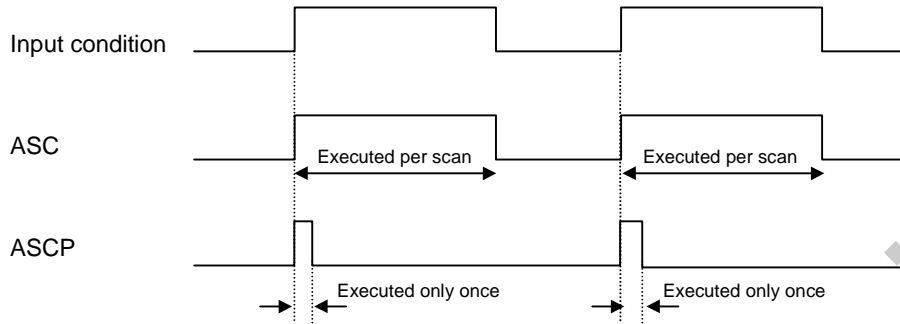 Input condition
ASC
Executed per scan
Executed per scan
ASCP
Executed only once
Executed only once